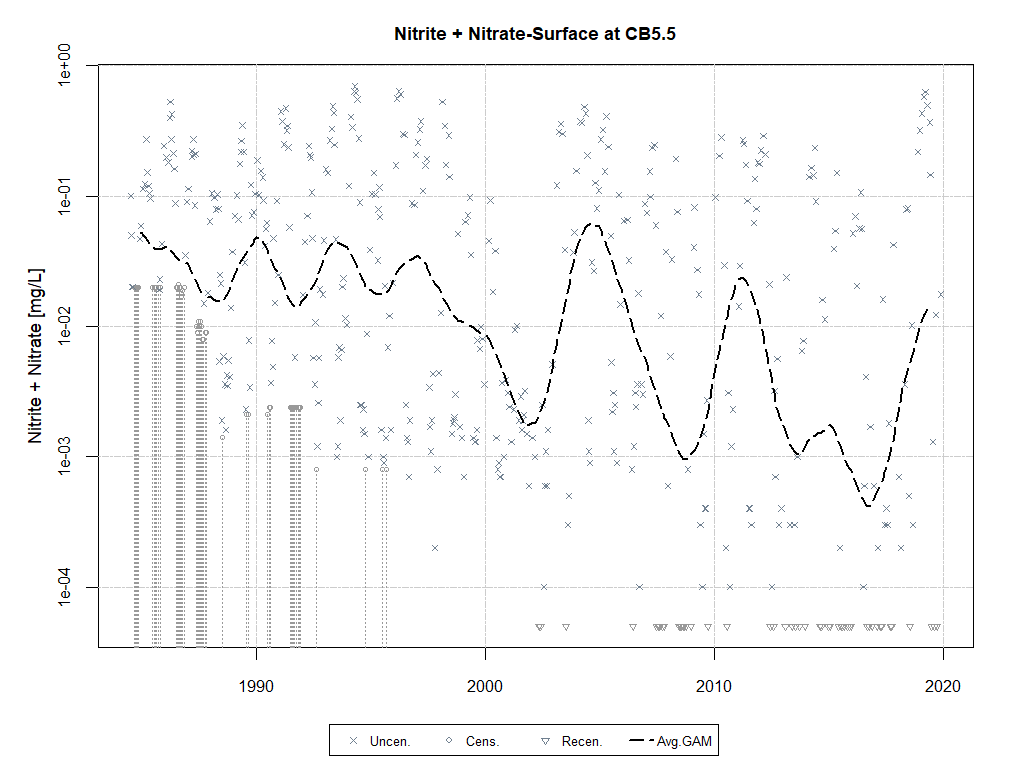 Nitrite + Nitrate-Surface at CB5.5
Nitrite + Nitrate [mg/L]
1e+00
1e-01
1e-02
1e-03
1e-04
1990 2000 2010 2020
Uncen. Cens. Recen. Avg.GAM